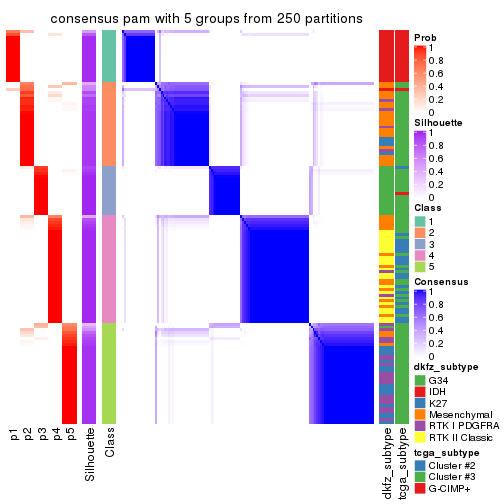 consensus pam with 5 groups from 250 partitions
Prob
1
0.8
0.6
0.4
0.2
0
Silhouette
1
0.8
0.6
0.4
0.2
0
Class
1
2
3
4
5
Consensus
1
0.8
0.6
0.4
0.2
0
dkfz_subtype
G34
IDH
K27
Mesenchymal
RTK I PDGFRA
RTK II Classic
tcga_subtype
Cluster #2
Cluster #3
G-CIMP+
p1
p2
p3
p4
p5
Silhouette
Class
dkfz_subtype
tcga_subtype